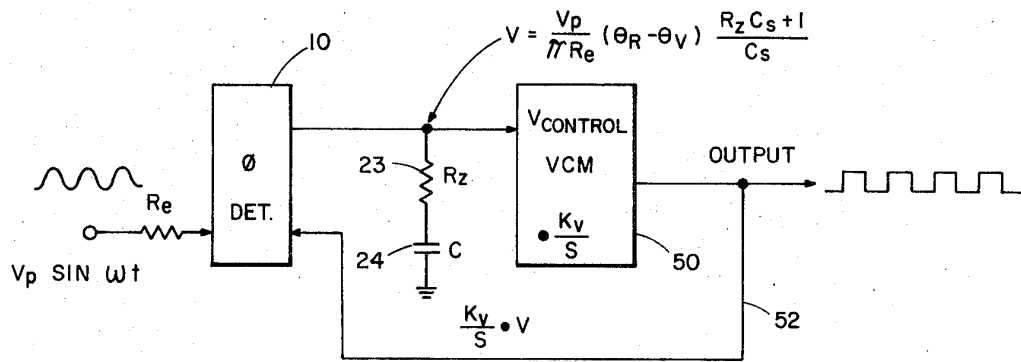 10
V = Vp / πRe (θR - θV) RzCs + 1 / Cs
VCONTROL
VCM
• Kv / S
Ø
DET.
23
Rz
24
C
OUTPUT
Re
Vp SIN ωt
50
52
Kv / S • V